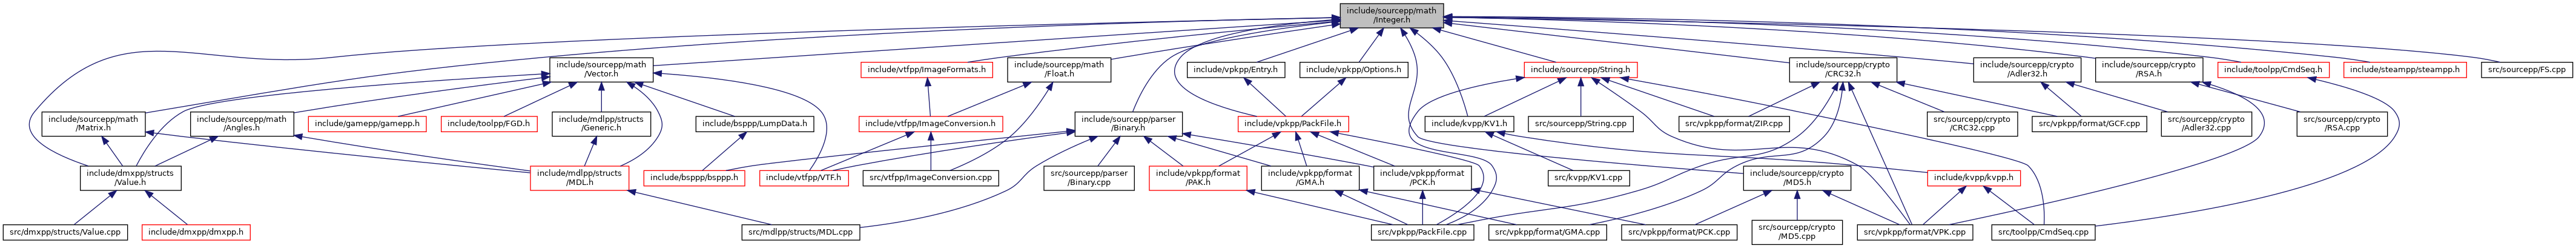 include/sourcepp/math
/Integer.h
include/sourcepp/math
/Vector.h
include/vtfpp/ImageFormats.h
include/sourcepp/math
/Float.h
include/vpkpp/Entry.h
include/vpkpp/Options.h
include/sourcepp/String.h
include/sourcepp/crypto
/CRC32.h
include/sourcepp/crypto
/Adler32.h
include/sourcepp/crypto
/RSA.h
include/toolpp/CmdSeq.h
include/steampp/steampp.h
src/sourcepp/FS.cpp
include/sourcepp/math
/Matrix.h
include/sourcepp/math
/Angles.h
include/gamepp/gamepp.h
include/toolpp/FGD.h
include/mdlpp/structs
/Generic.h
include/bsppp/LumpData.h
include/vtfpp/ImageConversion.h
include/sourcepp/parser
/Binary.h
include/vpkpp/PackFile.h
include/kvpp/KV1.h
src/sourcepp/String.cpp
src/vpkpp/format/ZIP.cpp
src/sourcepp/crypto
/CRC32.cpp
src/vpkpp/format/GCF.cpp
src/sourcepp/crypto
/Adler32.cpp
src/sourcepp/crypto
/RSA.cpp
include/dmxpp/structs
/Value.h
include/mdlpp/structs
/MDL.h
include/bsppp/bsppp.h
include/vtfpp/VTF.h
src/vtfpp/ImageConversion.cpp
src/sourcepp/parser
/Binary.cpp
include/vpkpp/format
/PAK.h
include/vpkpp/format
/GMA.h
include/vpkpp/format
/PCK.h
src/kvpp/KV1.cpp
include/sourcepp/crypto
/MD5.h
include/kvpp/kvpp.h
src/dmxpp/structs/Value.cpp
include/dmxpp/dmxpp.h
src/mdlpp/structs/MDL.cpp
src/vpkpp/PackFile.cpp
src/vpkpp/format/GMA.cpp
src/vpkpp/format/PCK.cpp
src/sourcepp/crypto
/MD5.cpp
src/vpkpp/format/VPK.cpp
src/toolpp/CmdSeq.cpp